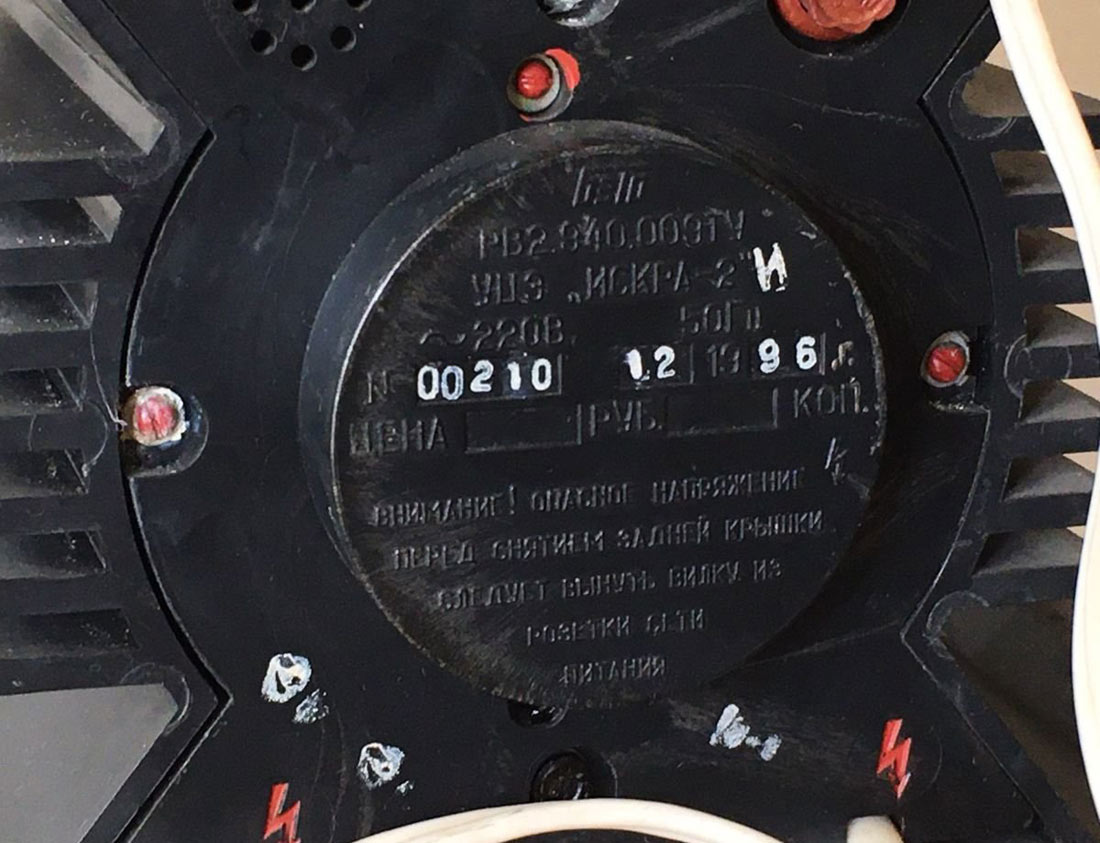 РВ2.940.009ТУ
УЦЭ „ИСКРА-2" И
~220В 50Гц
№ 00210 12 1996 г.
ЦЕНА РУБ. КОП.
ВНИМАНИЕ! ОПАСНОЕ НАПРЯЖЕНИЕ
ПЕРЕД СНЯТИЕМ ЗАДНЕЙ КРЫШКИ
СЛЕДУЕТ ВЫНУТЬ ВИЛКУ ИЗ
РОЗЕТКИ СЕТИ
ПИТАНИЯ